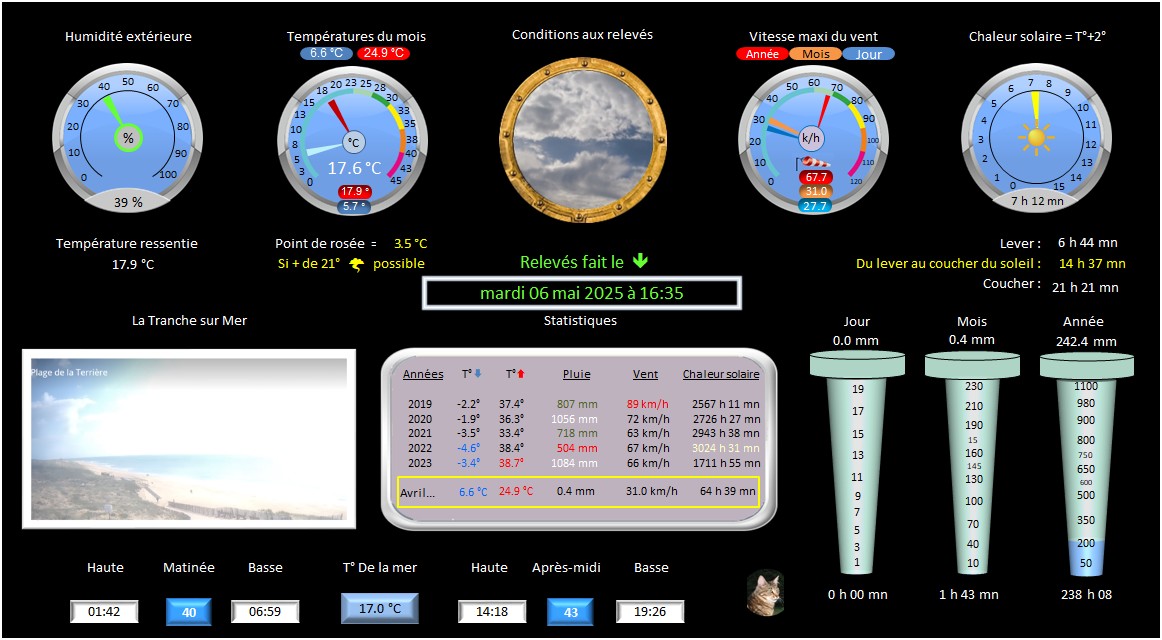 Humidité extérieure
Températures du mois
Conditions aux relevés
Vitesse maxi du vent
Chaleur solaire = T°+2°
6.6 °C 24.9 °C
Année Mois Jour
0 10 20 30 40 50 60 70 80 90 100
%
39 %
0 3 5 8 10 13 15 18 20 23 25 28 30 33 35 38 40 43 45
°C
17.6 °C
17.9 °
5.7 °
0 10 20 30 40 50 60 70 80 90 100 110 120
k/h
67.7
31.0
27.7
0 1 2 3 4 5 6 7 8 9 10 11 12 13 14 15
7 h 12 mn
Température ressentie
17.9 °C
Point de rosée = 3.5 °C
Si + de 21° possible
Relevés fait le
mardi 06 mai 2025 à 16:35
Lever : 6 h 44 mn
Du lever au coucher du soleil : 14 h 37 mn
Coucher : 21 h 21 mn
La Tranche sur Mer
Plage de la Terrière
Statistiques
Années T° T° Pluie Vent Chaleur solaire
2019 -2.2° 37.4° 807 mm 89 km/h 2567 h 11 mn
2020 -1.9° 36.3° 1056 mm 72 km/h 2726 h 27 mn
2021 -3.5° 33.4° 718 mm 63 km/h 2943 h 38 mn
2022 -4.6° 38.4° 504 mm 67 km/h 3024 h 31 mn
2023 -3.4° 38.7° 1084 mm 66 km/h 1711 h 55 mn
Avril... 6.6 °C 24.9 °C 0.4 mm 31.0 km/h 64 h 39 mn
Jour
0.0 mm
19
17
15
13
11
9
7
5
3
1
0 h 00 mn
Mois
0.4 mm
230
210
190
15
160
145
130
100
70
40
10
1 h 43 mn
Année
242.4 mm
1100
980
900
800
750
650
600
500
350
200
50
238 h 08
Haute Matinée Basse T° De la mer Haute Après-midi Basse
01:42 40 06:59 17.0 °C 14:18 43 19:26